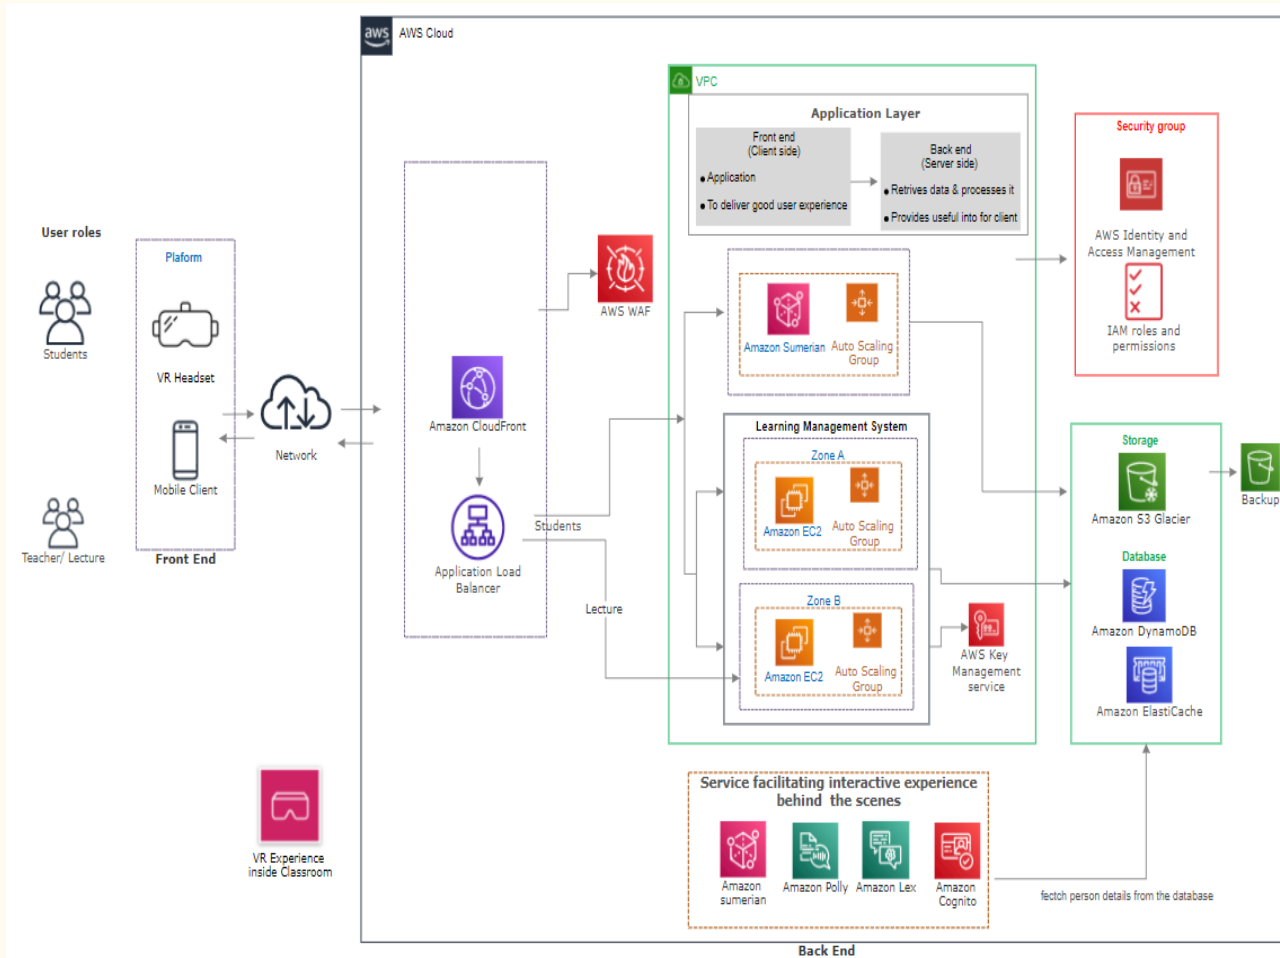 aws
AWS Cloud
VPC
Application Layer
Front end
(Client side)
Application
To deliver good user experience
Back end
(Server side)
Retrives data & processes it
Provides useful into for client
Security group
AWS Identity and
Access Management
IAM roles and
permissions
User roles
Students
Teacher/ Lecture
Plaform
VR Headset
Mobile Client
Front End
Network
AWS WAF
Amazon CloudFront
Application Load
Balancer
Students
Lecture
Amazon Sumerian
Auto Scaling
Group
Learning Management System
Zone A
Amazon EC2
Auto Scaling
Group
Zone B
Amazon EC2
Auto Scaling
Group
AWS Key
Management
service
Storage
Amazon S3 Glacier
Backup
Database
Amazon DynamoDB
Amazon ElastiCache
VR Experience
inside Classroom
Service facilitating interactive experience
behind the scenes
Amazon
sumerian
Amazon Polly
Amazon Lex
Amazon
Cognito
fectch person details from the database
Back End